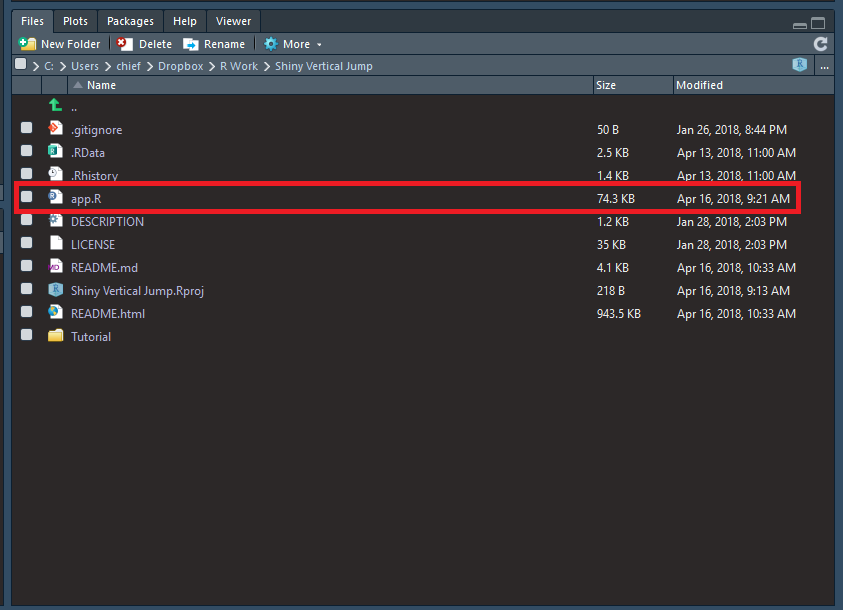 Files Plots Packages Help Viewer
New Folder Delete Rename More
C: Users chief Dropbox R Work Shiny Vertical Jump R ...
Name Size Modified
..
.gitignore 50 B Jan 26, 2018, 8:44 PM
.RData 2.5 KB Apr 13, 2018, 11:00 AM
.Rhistory 1.4 KB Apr 13, 2018, 11:00 AM
app.R 74.3 KB Apr 16, 2018, 9:21 AM
DESCRIPTION 1.2 KB Jan 28, 2018, 2:03 PM
LICENSE 35 KB Jan 28, 2018, 2:03 PM
MD README.md 4.1 KB Apr 16, 2018, 10:33 AM
R Shiny Vertical Jump.Rproj 218 B Apr 16, 2018, 9:13 AM
README.html 943.5 KB Apr 16, 2018, 10:33 AM
Tutorial